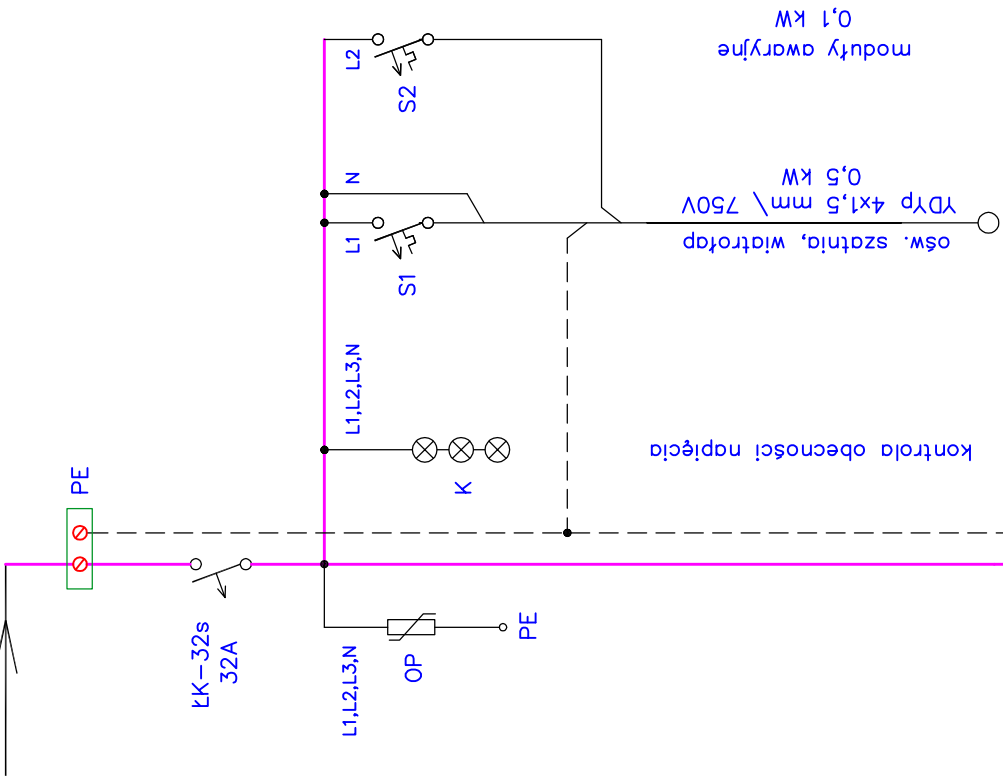 moduły awaryjne
0,1 kW
L2
S2
N
L1
S1
ośw. szatnia, wiatrołap
YDYp 4x1,5 mm\ 750V
0,5 kW
L1,L2,L3,N
K
kontrola obecności napięcia
PE
ŁK-32s
32A
L1,L2,L3,N
OP
PE